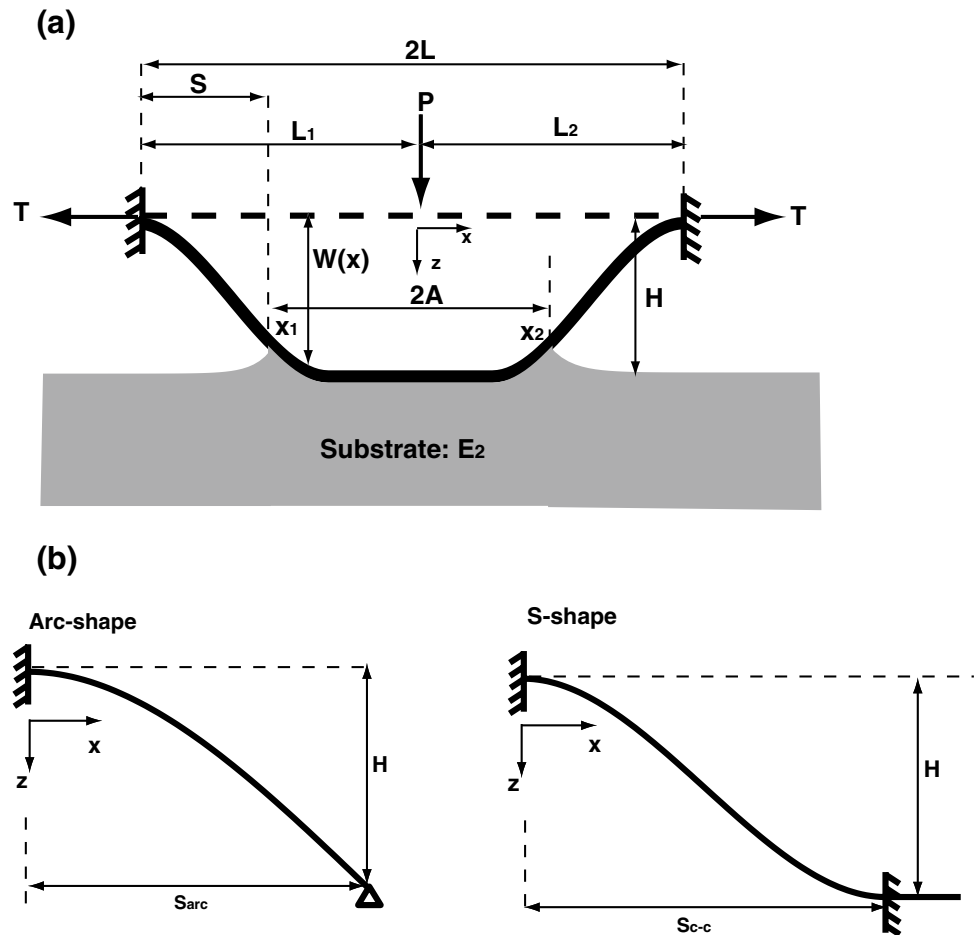 (a)
2L
S
P
L1
L2
T
T
x
W(x)
z
2A
H
x1
x2
Substrate: E2
(b)
Arc-shape
S-shape
x
H
z
Sarc
x
H
z
Sc-c